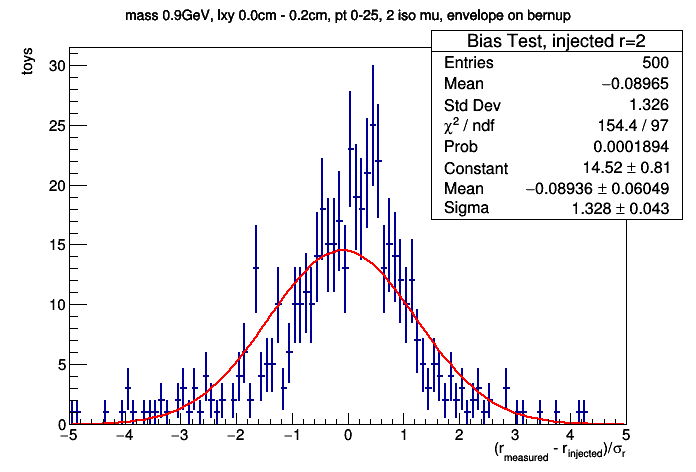 mass 0.9GeV, lxy 0.0cm - 0.2cm, pt 0-25, 2 iso mu, envelope on bernup
Bias Test, injected r=2
Entries 500
Mean −0.08965
Std Dev 1.326
χ² / ndf 154.4 / 97
Prob 0.0001894
Constant 14.52 ± 0.81
Mean −0.08936 ± 0.06049
Sigma 1.328 ± 0.043
toys
30
25
20
15
10
5
0
−5 −4 −3 −2 −1 0 1 2 3 4 5
(r_measured - r_injected)/σ_r